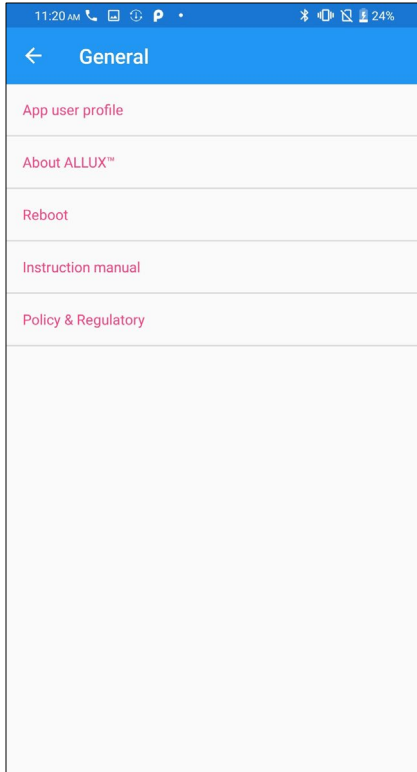 11:20 AM 24%
General
App user profile
About ALLUX™
Reboot
Instruction manual
Policy & Regulatory